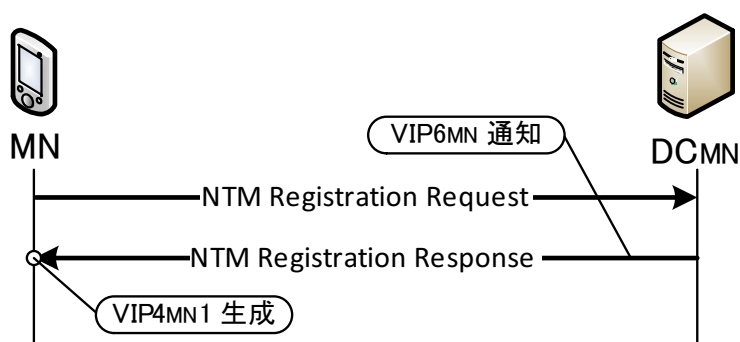 MN
VIP6MN 通知
DCMN
NTM Registration Request
NTM Registration Response
VIP4MN1 生成